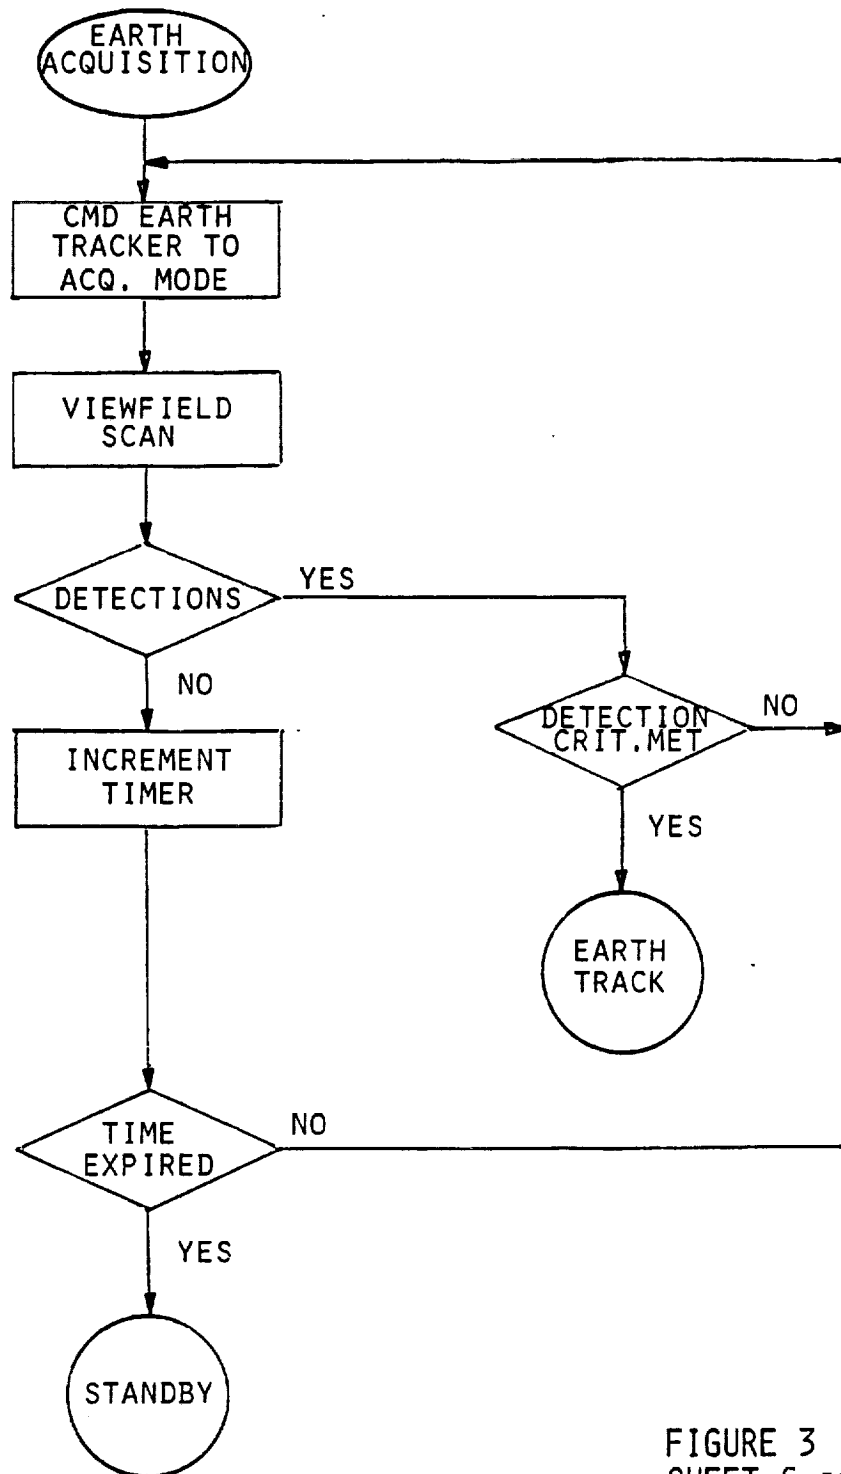 EARTH
ACQUISITION
CMD EARTH
TRACKER TO
ACQ. MODE
VIEWFIELD
SCAN
DETECTIONS
YES
NO
DETECTION
CRIT.MET
NO
INCREMENT
TIMER
YES
EARTH
TRACK
TIME
EXPIRED
NO
YES
STANDBY
FIGURE 3